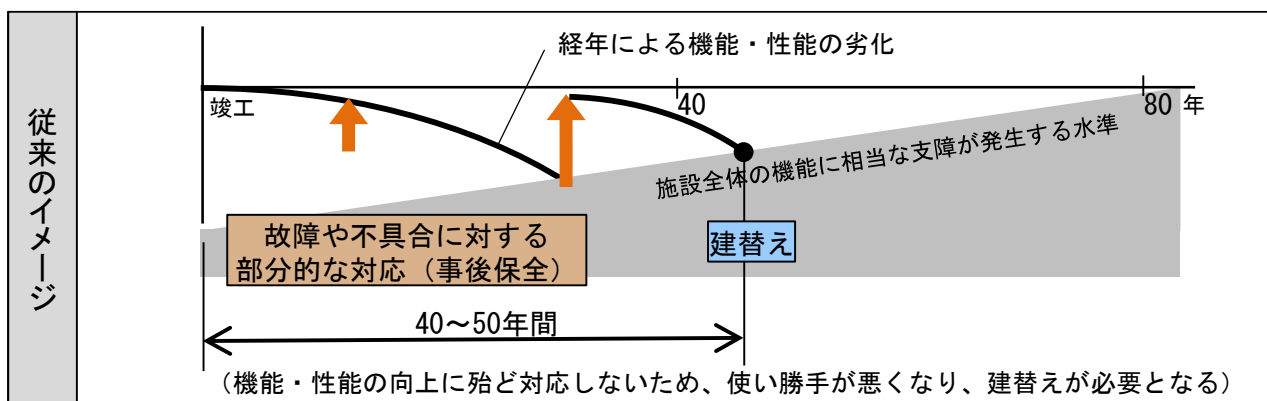 従来のイメージ
経年による機能・性能の劣化
竣工
40
80 年
施設全体の機能に相当な支障が発生する水準
故障や不具合に対する
部分的な対応（事後保全）
建替え
40～50年間
（機能・性能の向上に殆ど対応しないため、使い勝手が悪くなり、建替えが必要となる）